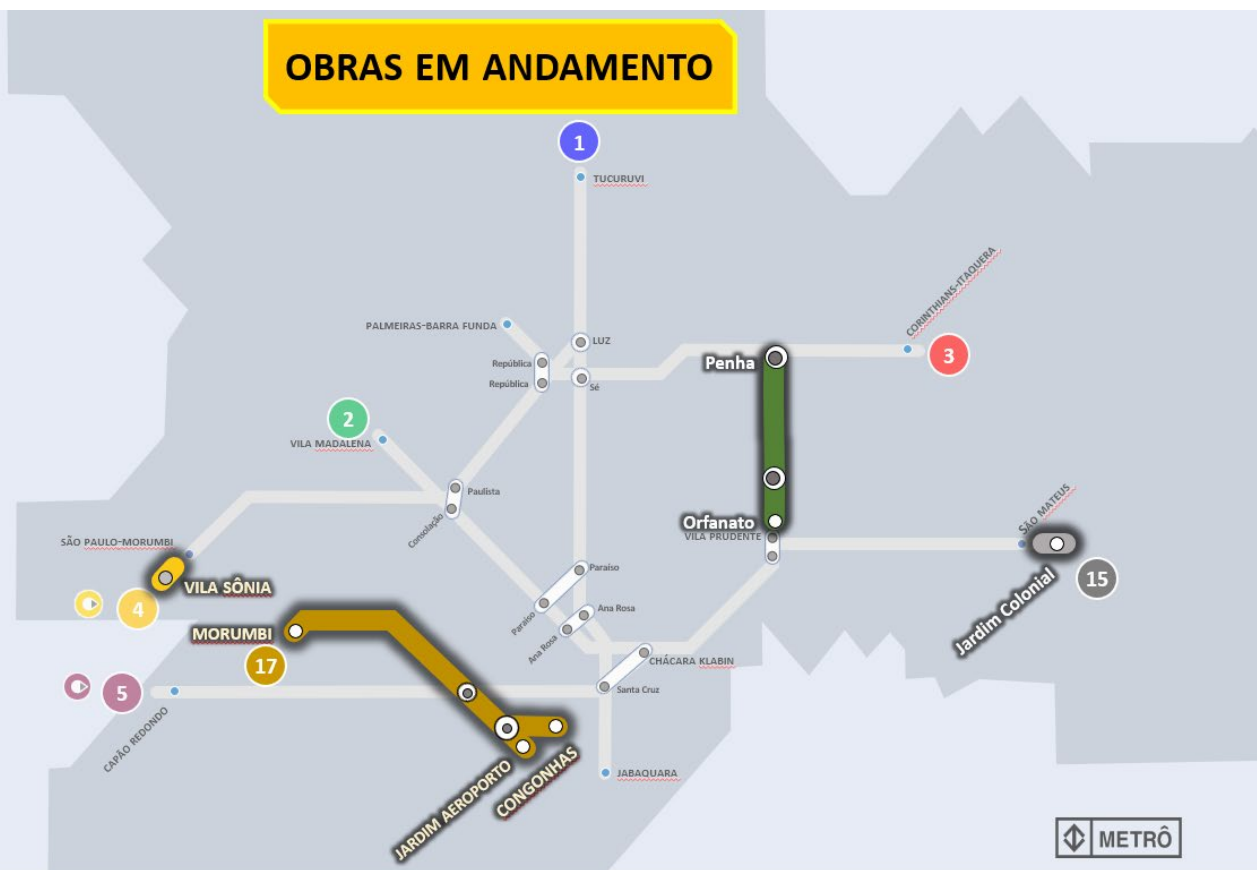 OBRAS EM ANDAMENTO
1
TUCURUVI
CORINTHIANS-ITAQUERA
PALMEIRAS-BARRA FUNDA
LUZ
3
República
Penha
República
Sé
2
VILA MADALENA
Paulista
Consolação
SÃO MATEUS
Orfanato
VILA PRUDENTE
SÃO PAULO-MORUMBI
Paraíso
15
VILA SÔNIA
4
Jardim Colonial
Ana Rosa
Paraíso
MORUMBI
Ana Rosa
17
CHÁCARA KLABIN
5
Santa Cruz
CAPÃO REDONDO
JABAQUARA
JARDIM AEROPORTO
CONGONHAS
METRÔ